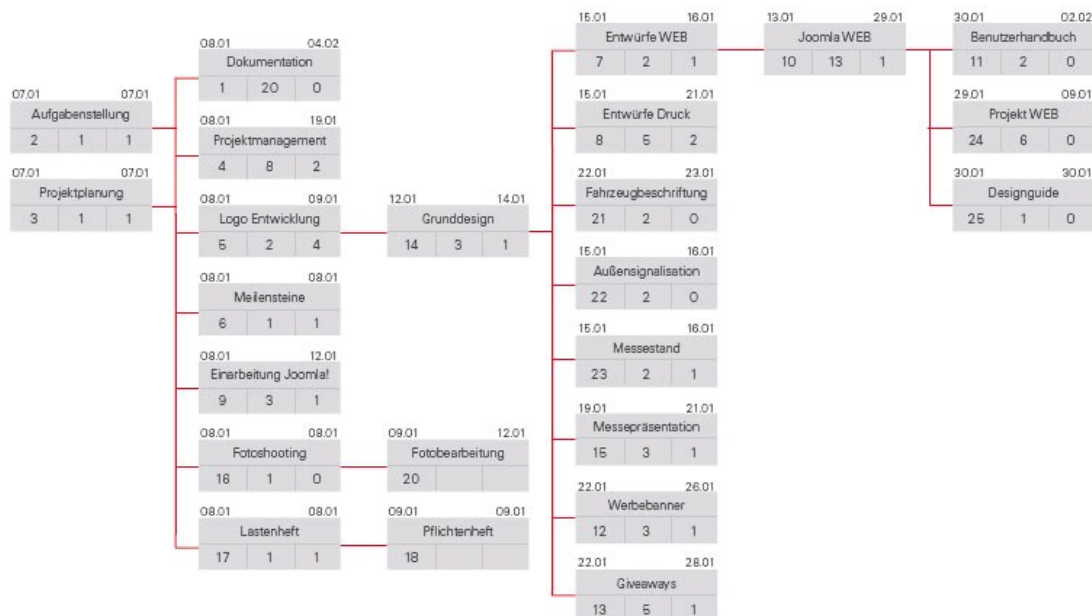 07.01 07.01
Aufgabenstellung
2 1 1
07.01 07.01
Projektplanung
3 1 1
08.01 04.02
Dokumentation
1 20 0
08.01 19.01
Projektmanagement
4 8 2
08.01 09.01
Logo Entwicklung
5 2 4
08.01 08.01
Meilensteine
6 1 1
08.01 12.01
Einarbeitung Joomla!
9 3 1
08.01 08.01
Fotoshooting
16 1 0
08.01 08.01
Lastenheft
17 1 1
12.01 14.01
Grunddesign
14 3 1
09.01 12.01
Fotobearbeitung
20
09.01 09.01
Pflichtenheft
18
15.01 16.01
Entwürfe WEB
7 2 1
15.01 21.01
Entwürfe Druck
8 5 2
22.01 23.01
Fahrzeugbeschriftung
21 2 0
15.01 16.01
Außensignalisation
22 2 0
15.01 16.01
Messestand
23 2 1
19.01 21.01
Messepräsentation
15 3 1
22.01 26.01
Werbebanner
12 3 1
22.01 28.01
Giveaways
13 5 1
13.01 29.01
Joomla WEB
10 13 1
30.01 02.02
Benutzerhandbuch
11 2 0
29.01 09.01
Projekt WEB
24 6 0
30.01 30.01
Designguide
25 1 0